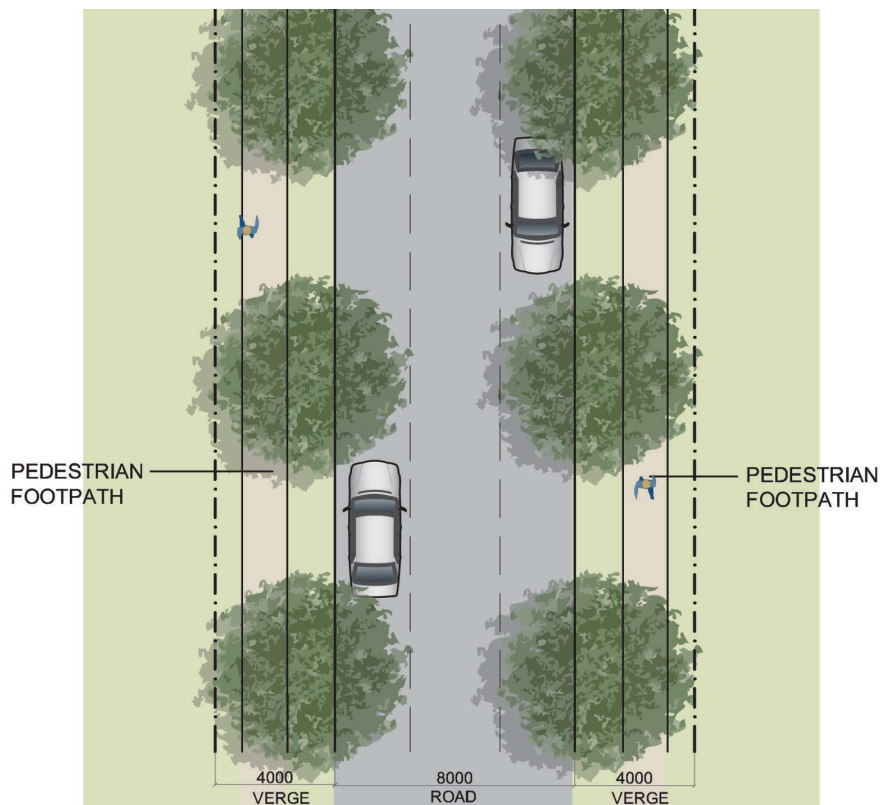 PEDESTRIAN
FOOTPATH
PEDESTRIAN
FOOTPATH
4000
8000
4000
VERGE
ROAD
VERGE